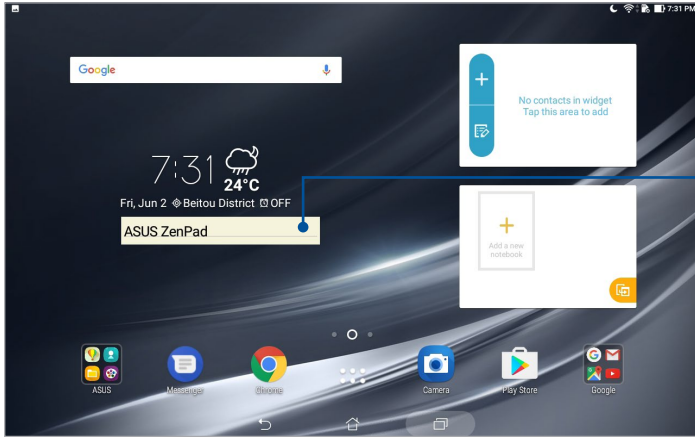 7:31 PM
Google
No contacts in widget
Tap this area to add
7:31
24°C
Fri, Jun 2 Beitou District OFF
ASUS ZenPad
Add a new
notebook
ASUS
Messenger
Chrome
Camera
Play Store
Google